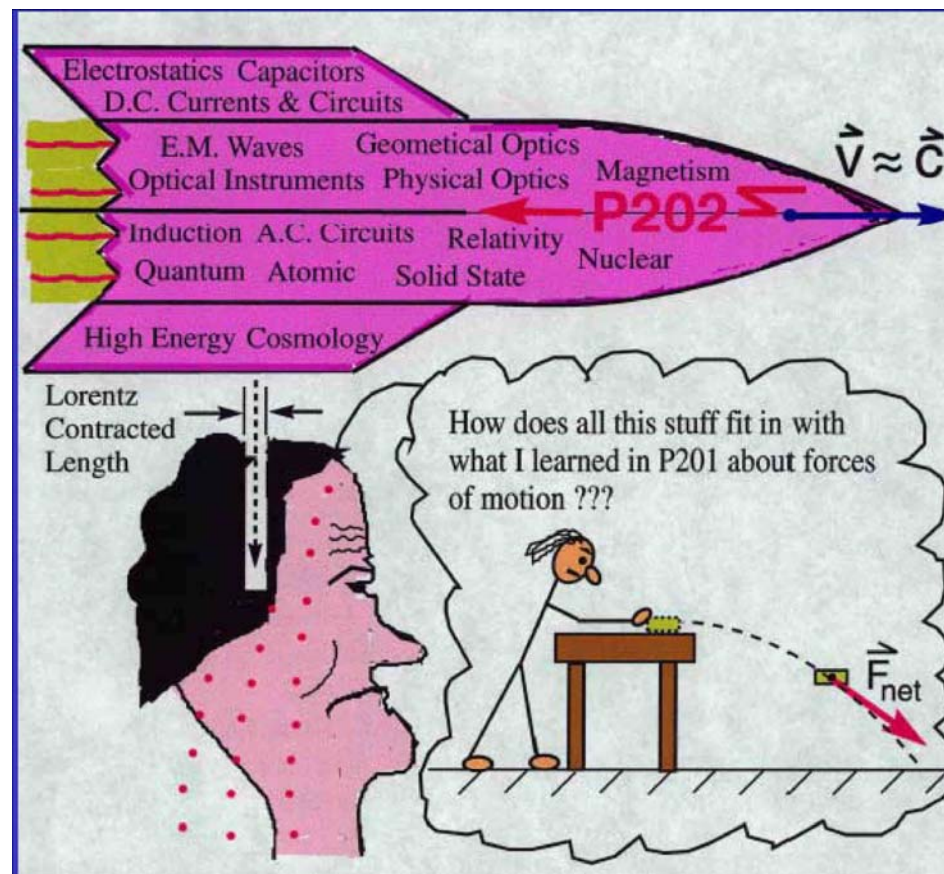 Electrostatics Capacitors
D.C. Currents & Circuits
E.M. Waves
Geometical Optics
Optical Instruments
Physical Optics
Magnetism
P202
V ≈ C
Induction A.C. Circuits
Relativity
Quantum Atomic
Solid State
Nuclear
High Energy Cosmology
Lorentz
Contracted
Length
How does all this stuff fit in with
what I learned in P201 about forces
of motion ???
F net